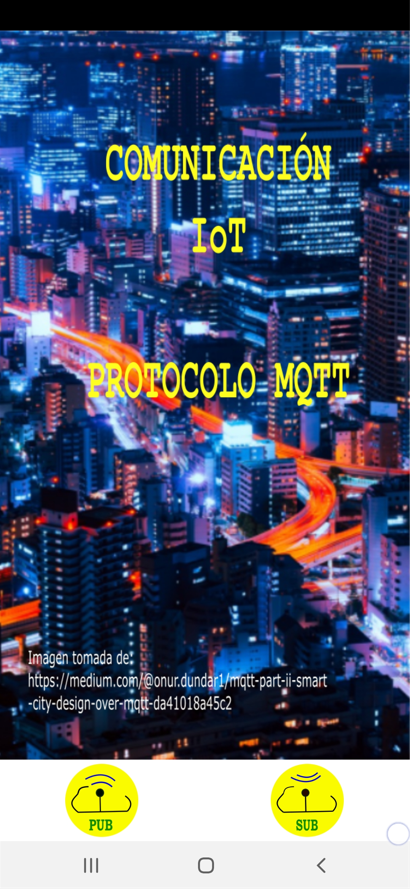 COMUNICACIÓN
IoT
PROTOCOLO MQTT
Imagen tomada de:
https://medium.com/@onur.dundar1/mqtt-part-ii-smart
-city-design-over-mqtt-da41018a45c2
PUB
SUB